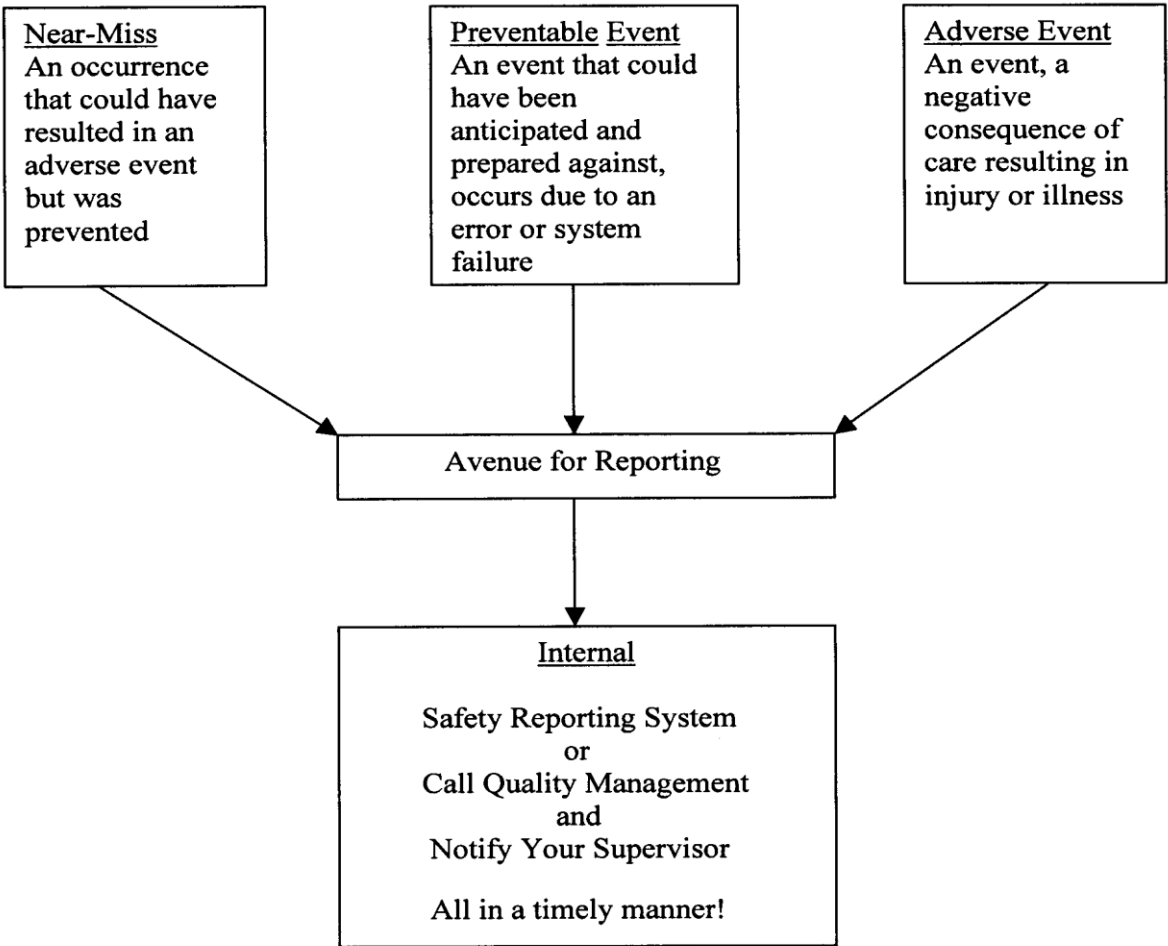 Near-Miss
An occurrence
that could have
resulted in an
adverse event
but was
prevented
Preventable Event
An event that could
have been
anticipated and
prepared against,
occurs due to an
error or system
failure
Adverse Event
An event, a
negative
consequence of
care resulting in
injury or illness
Avenue for Reporting
Internal
Safety Reporting System
or
Call Quality Management
and
Notify Your Supervisor
All in a timely manner!